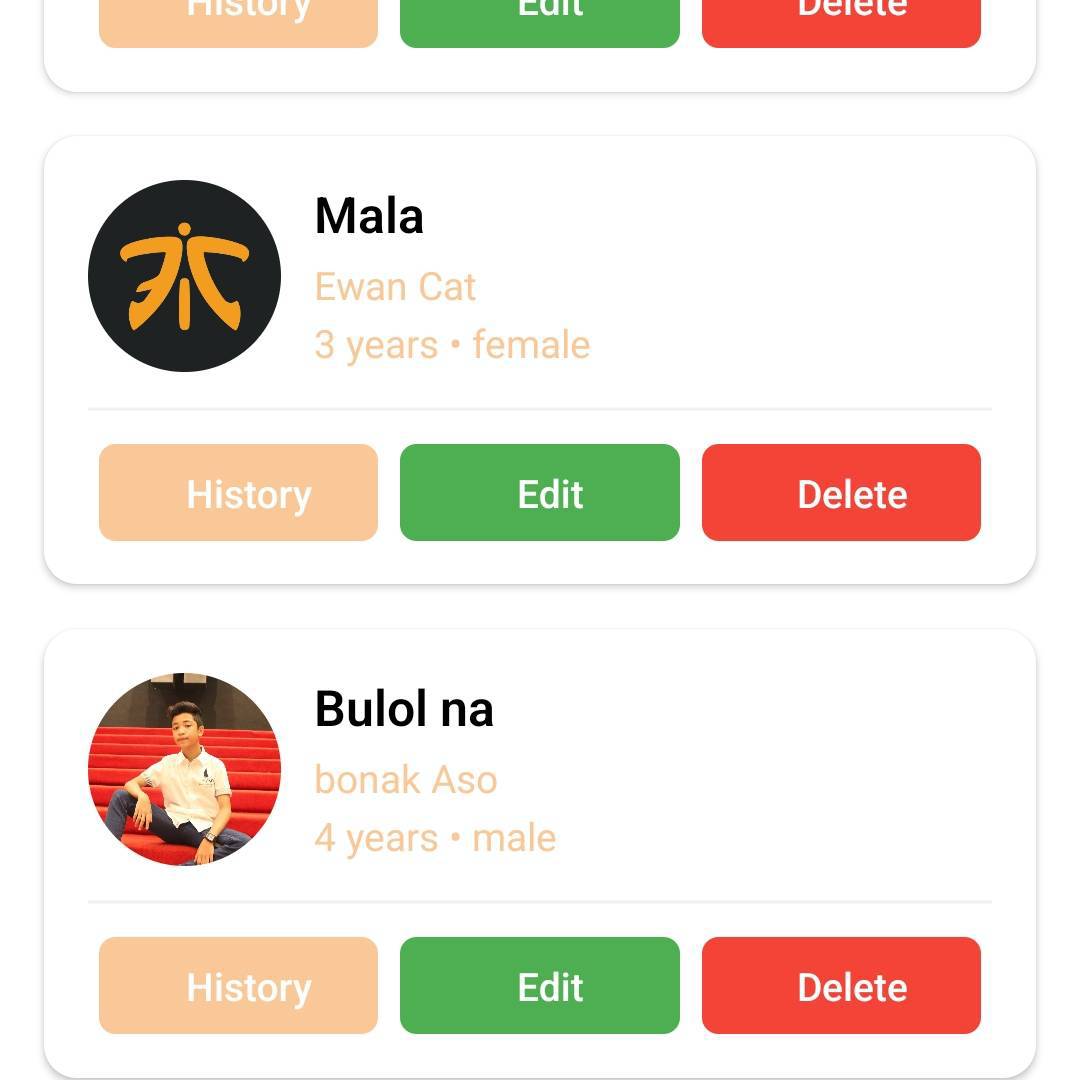 History Edit Delete
Mala
Ewan Cat
3 years • female
History Edit Delete
Bulol na
bonak Aso
4 years • male
History Edit Delete